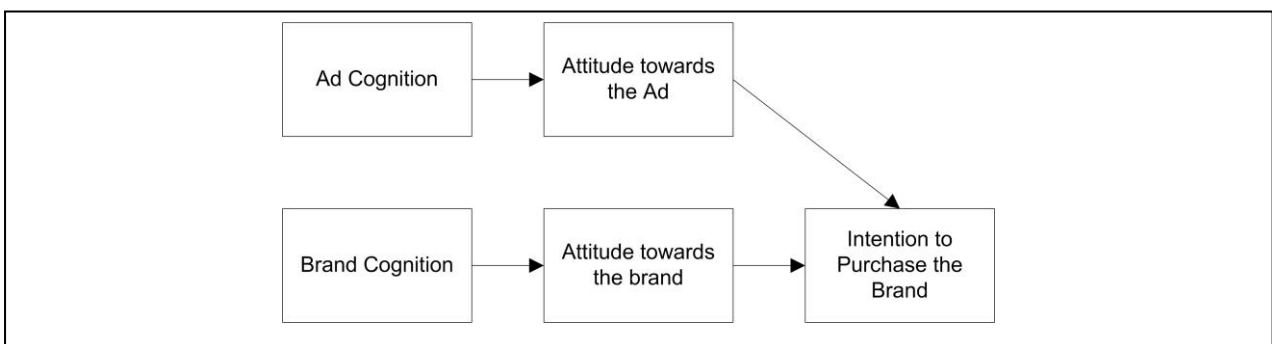 Ad Cognition
Attitude towards
the Ad
Brand Cognition
Attitude towards
the brand
Intention to
Purchase the
Brand